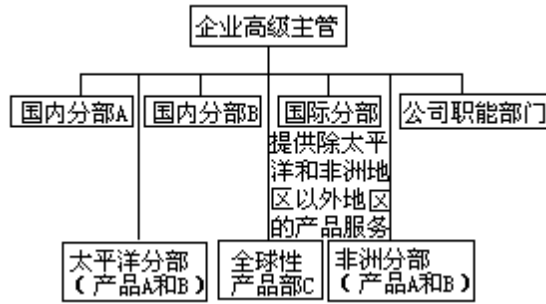 企业高级主管
国内分部A
国内分部B
国际分部
公司职能部门
提供除太平
洋和非洲地
区以外地区
的产品服务
太平洋分部
(产品A和B)
全球性
产品部C
非洲分部
(产品A和B)